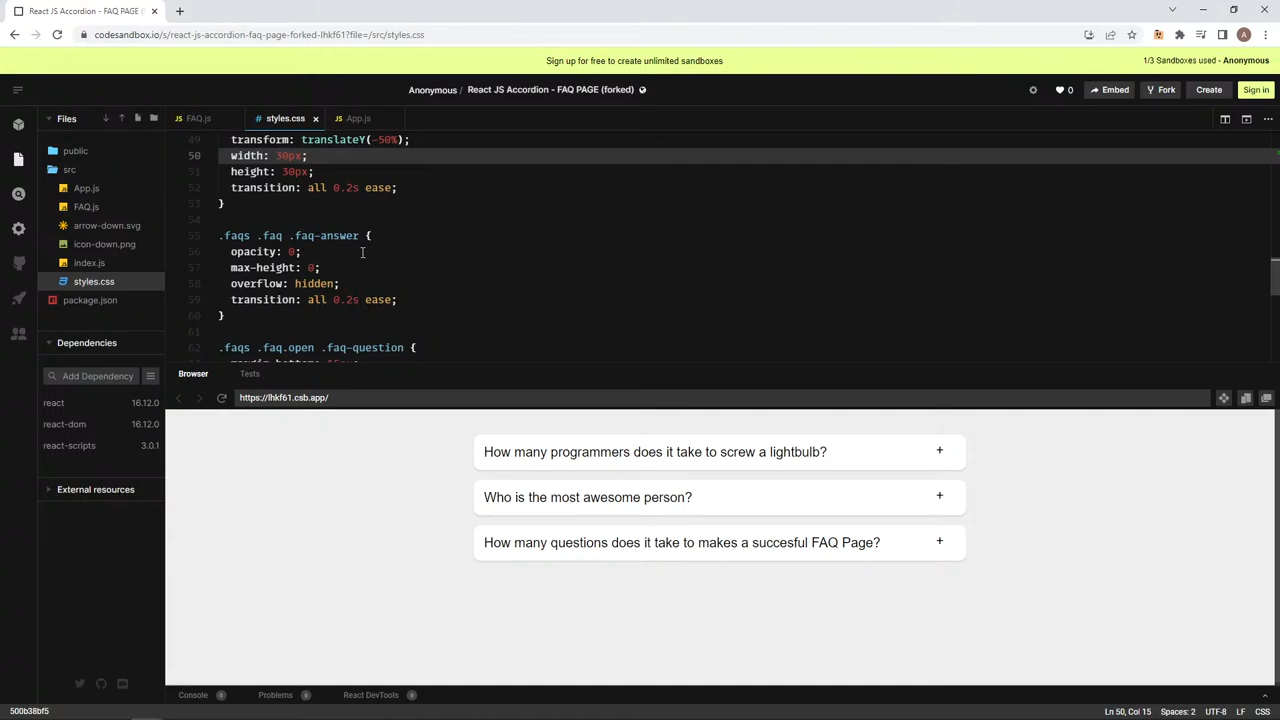 React JS Accordion - FAQ PAGE (f
codesandbox.io/s/react-js-accordion-faq-page-forked-lhkf61?file=/src/styles.css
A
Sign up for free to create unlimited sandboxes
1/3 Sandboxes used - Anonymous
Anonymous / React JS Accordion - FAQ PAGE (forked)
0
Embed
Fork
Create
Sign in
Files
FAQ.js
# styles.css ×
App.js
public
src
App.js
FAQ.js
arrow-down.svg
icon-down.png
index.js
styles.css
package.json
Dependencies
Add Dependency
react 16.12.0
react-dom 16.12.0
react-scripts 3.0.1
External resources
49 transform: translateY(-50%);
50 width: 30px;
51 height: 30px;
52 transition: all 0.2s ease;
53 }
54
55 .faqs .faq .faq-answer {
56 opacity: 0;
57 max-height: 0;
58 overflow: hidden;
59 transition: all 0.2s ease;
60 }
61
62 .faqs .faq.open .faq-question {
Browser
Tests
https://lhkf61.csb.app/
How many programmers does it take to screw a lightbulb? +
Who is the most awesome person? +
How many questions does it take to makes a succesful FAQ Page? +
Console 0
Problems 0
React DevTools 0
500b38bf5
Ln 50, Col 15
Spaces: 2
UTF-8
LF
CSS